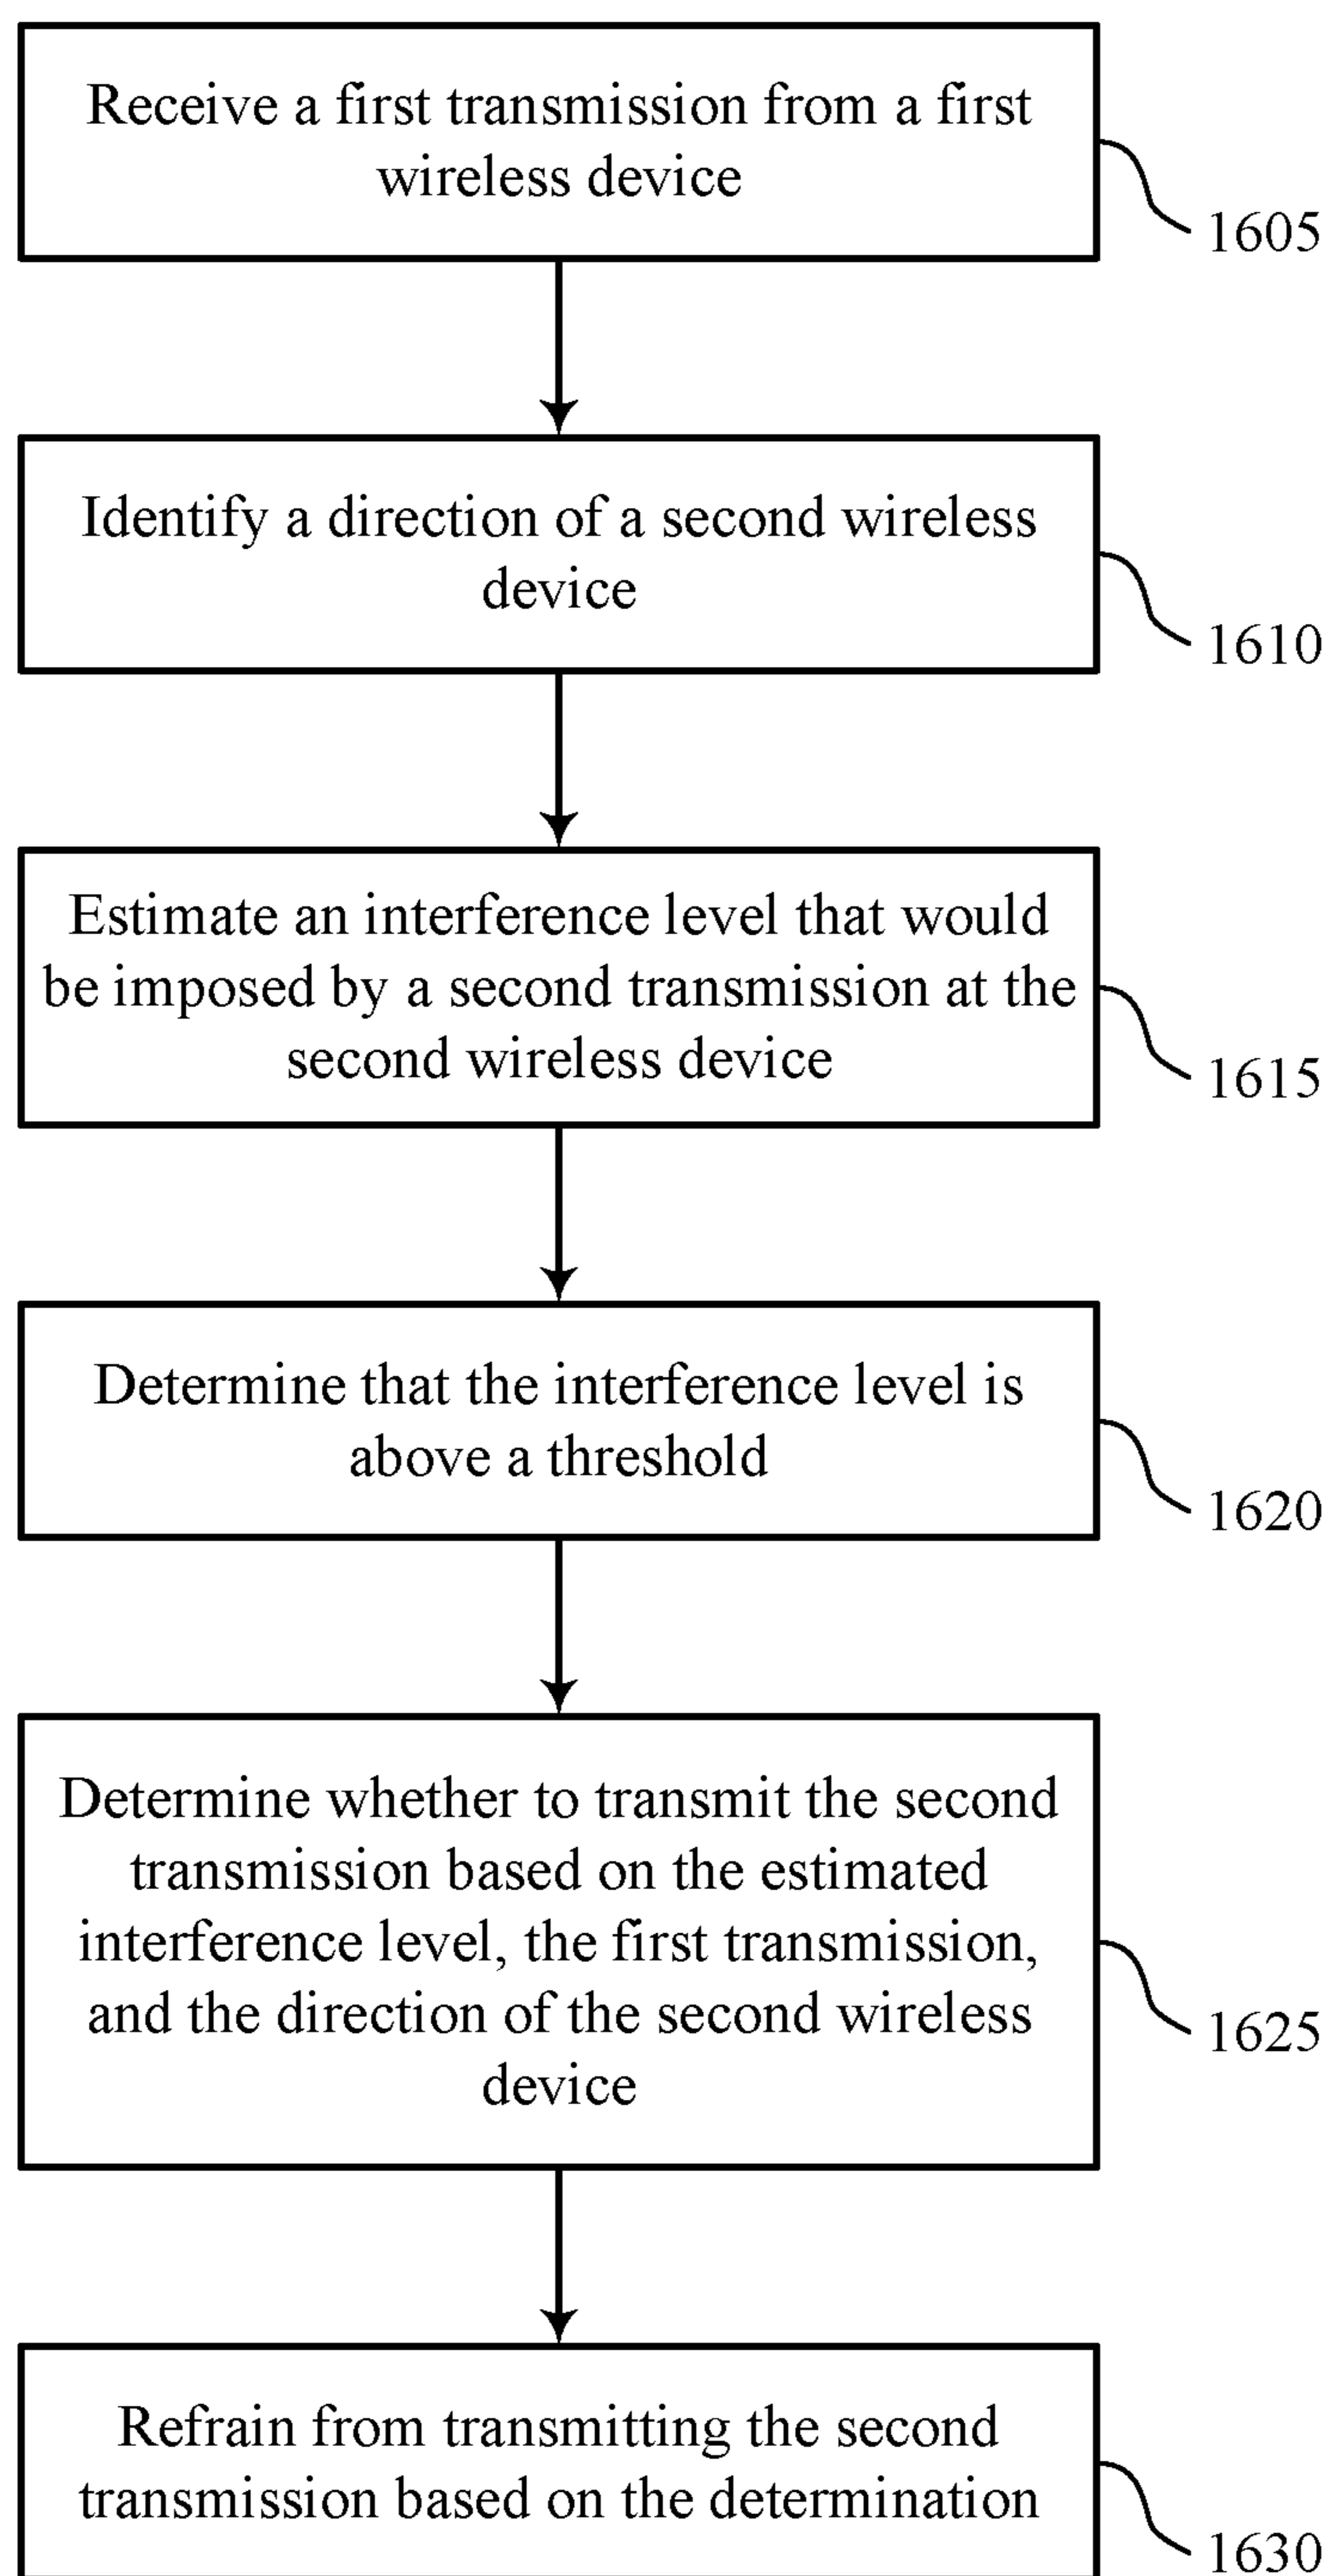 Receive a first transmission from a first
wireless device
1605
Identify a direction of a second wireless
device
1610
Estimate an interference level that would
be imposed by a second transmission at the
second wireless device
1615
Determine that the interference level is
above a threshold
1620
Determine whether to transmit the second
transmission based on the estimated
interference level, the first transmission,
and the direction of the second wireless
device
1625
Refrain from transmitting the second
transmission based on the determination
1630